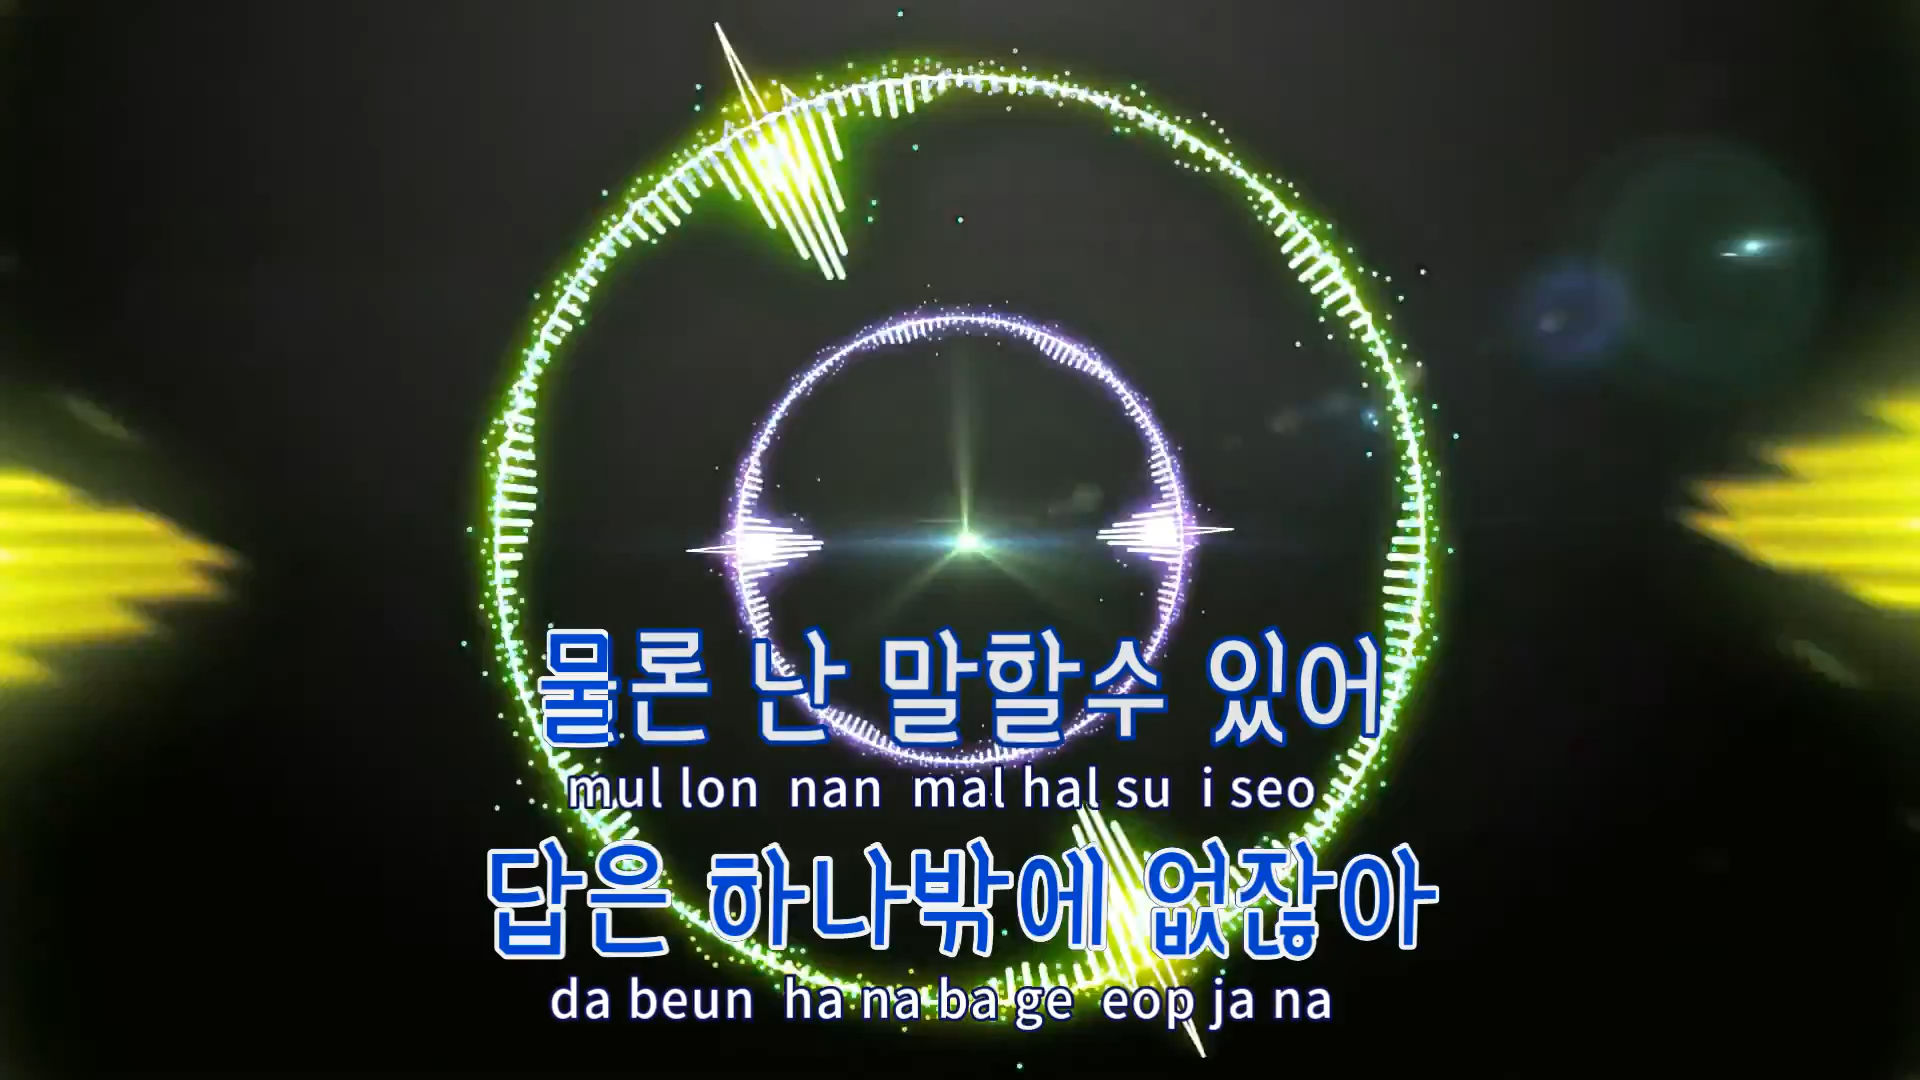 물론 난 말할수 있어
mul lon nan mal hal su i seo
답은 하나밖에 없잖아
da beun ha na ba ge eop ja na